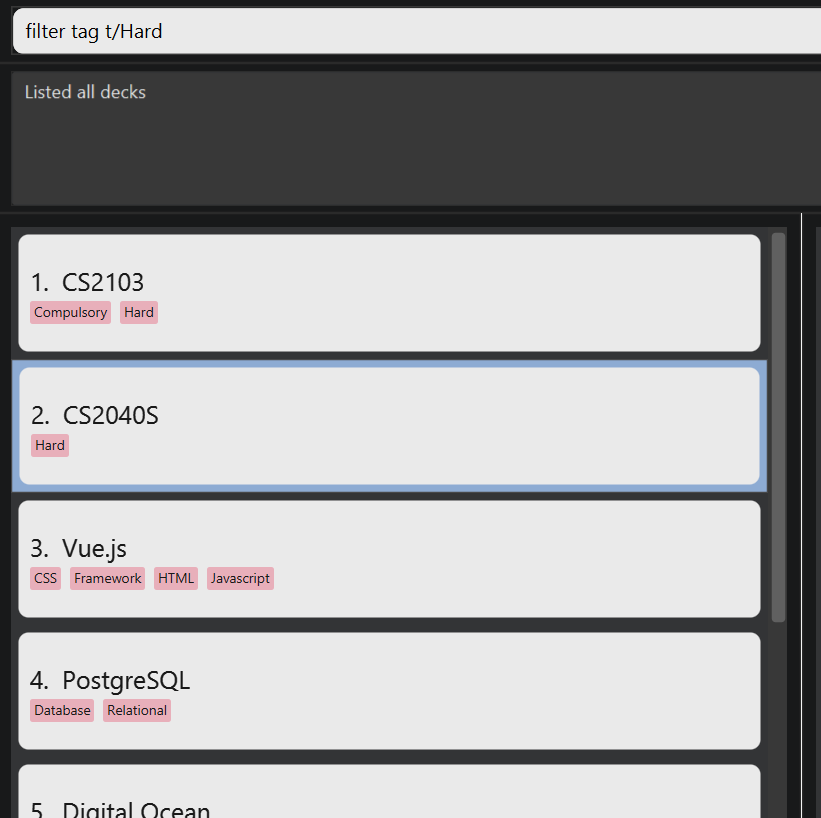 filter tag t/Hard
Listed all decks
1. CS2103
Compulsory Hard
2. CS2040S
Hard
3. Vue.js
CSS Framework HTML Javascript
4. PostgreSQL
Database Relational
5. Digital Ocean